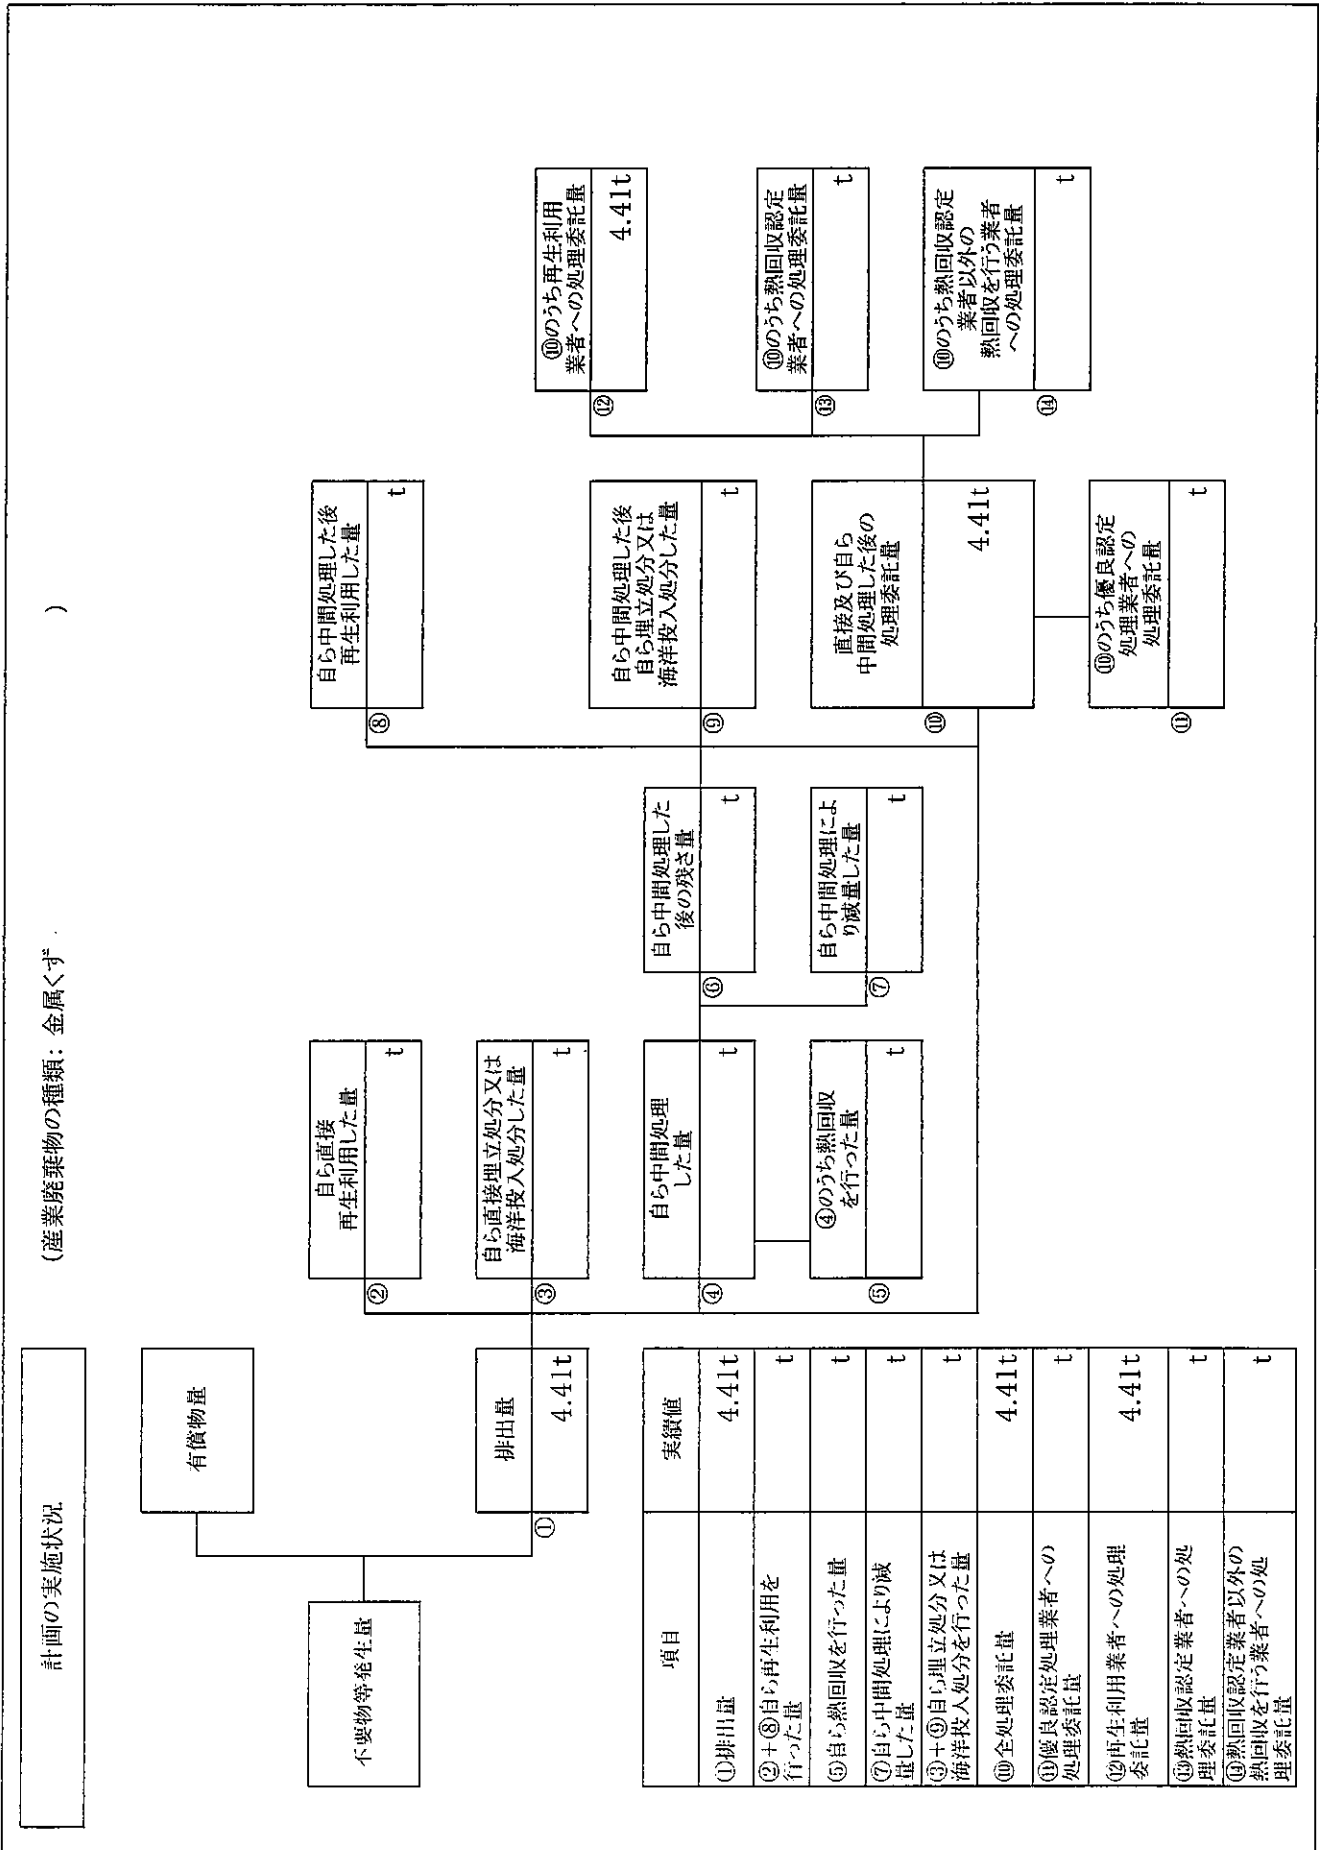 計画の実施状況
(産業廃棄物の種類: 金属くず )
不要物等発生量
有償物量
①
排出量
4.41t
②
自ら直接
再生利用した量
t
③
自ら直接埋立処分又は
海洋投入処分した量
t
④
自ら中間処理
した量
t
⑤
④のうち熱回収
を行った量
t
⑥
自ら中間処理した
後の残さ量
t
⑦
自ら中間処理によ
り減量した量
t
⑧
自ら中間処理した後
再生利用した量
t
⑨
自ら中間処理した後
自ら埋立処分又は
海洋投入処分した量
t
⑩
直接及び自ら
中間処理した後の
処理委託量
4.41t
⑪
⑩のうち優良認定
処理業者への
処理委託量
t
⑫
⑩のうち再生利用
業者への処理委託量
4.41t
⑬
⑩のうち熱回収認定
業者への処理委託量
t
⑭
⑩のうち熱回収認定
業者以外の
熱回収を行う業者
への処理委託量
t
項目 実績値
①排出量 4.41t
②+⑧自ら再生利用を
行った量
t
⑤自ら熱回収を行った量 t
⑦自ら中間処理により減
量した量
t
③+⑨自ら埋立処分又は
海洋投入処分を行った量
t
⑩全処理委託量 4.41t
⑪優良認定処理業者への
処理委託量
t
⑫再生利用業者への処理
委託量
4.41t
⑬熱回収認定業者への処
理委託量
t
⑭熱回収認定業者以外の
熱回収を行う業者への処
理委託量
t